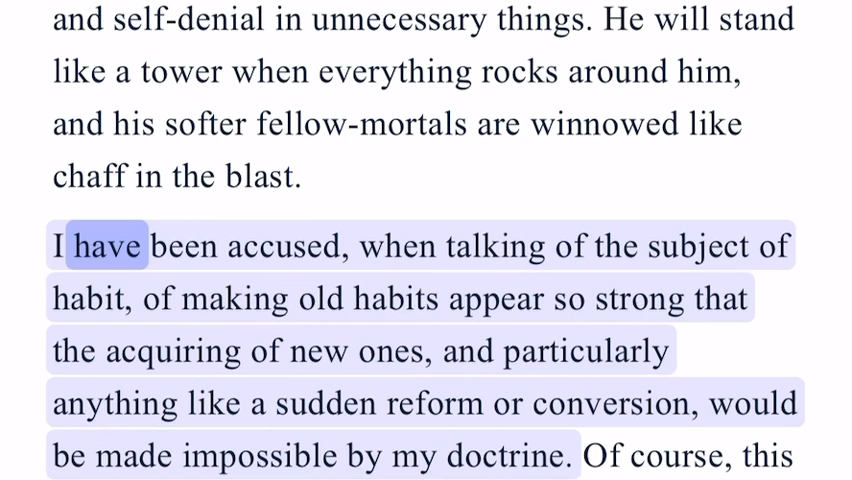 and self-denial in unnecessary things. He will stand
like a tower when everything rocks around him,
and his softer fellow-mortals are winnowed like
chaff in the blast.
I have been accused, when talking of the subject of
habit, of making old habits appear so strong that
the acquiring of new ones, and particularly
anything like a sudden reform or conversion, would
be made impossible by my doctrine. Of course, this